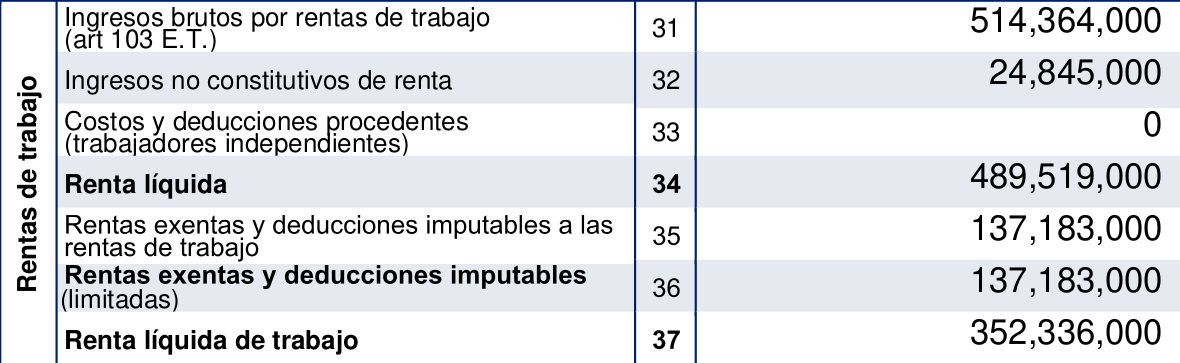 Rentas de trabajo
Ingresos brutos por rentas de trabajo
(art 103 E.T.)
31
514,364,000
Ingresos no constitutivos de renta
32
24,845,000
Costos y deducciones procedentes
(trabajadores independientes)
33
0
Renta líquida
34
489,519,000
Rentas exentas y deducciones imputables a las
rentas de trabajo
35
137,183,000
Rentas exentas y deducciones imputables
(limitadas)
36
137,183,000
Renta líquida de trabajo
37
352,336,000